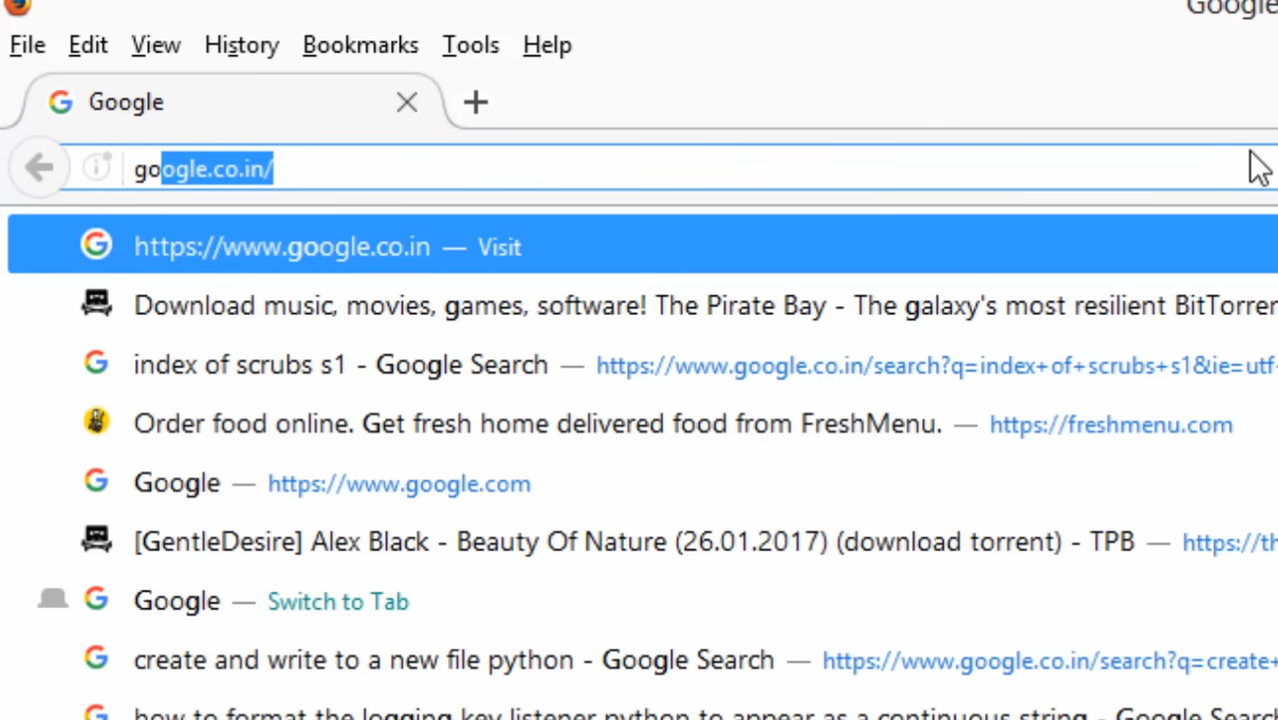 Google
File Edit View History Bookmarks Tools Help
Google
google.co.in/
https://www.google.co.in — Visit
Download music, movies, games, software! The Pirate Bay - The galaxy's most resilient BitTorren
index of scrubs s1 - Google Search — https://www.google.co.in/search?q=index+of+scrubs+s1&ie=utf-
Order food online. Get fresh home delivered food from FreshMenu. — https://freshmenu.com
Google — https://www.google.com
[GentleDesire] Alex Black - Beauty Of Nature (26.01.2017) (download torrent) - TPB — https://th
Google — Switch to Tab
create and write to a new file python - Google Search — https://www.google.co.in/search?q=create+
how to format the logging key listener python to appear as a continuous string - Google Search